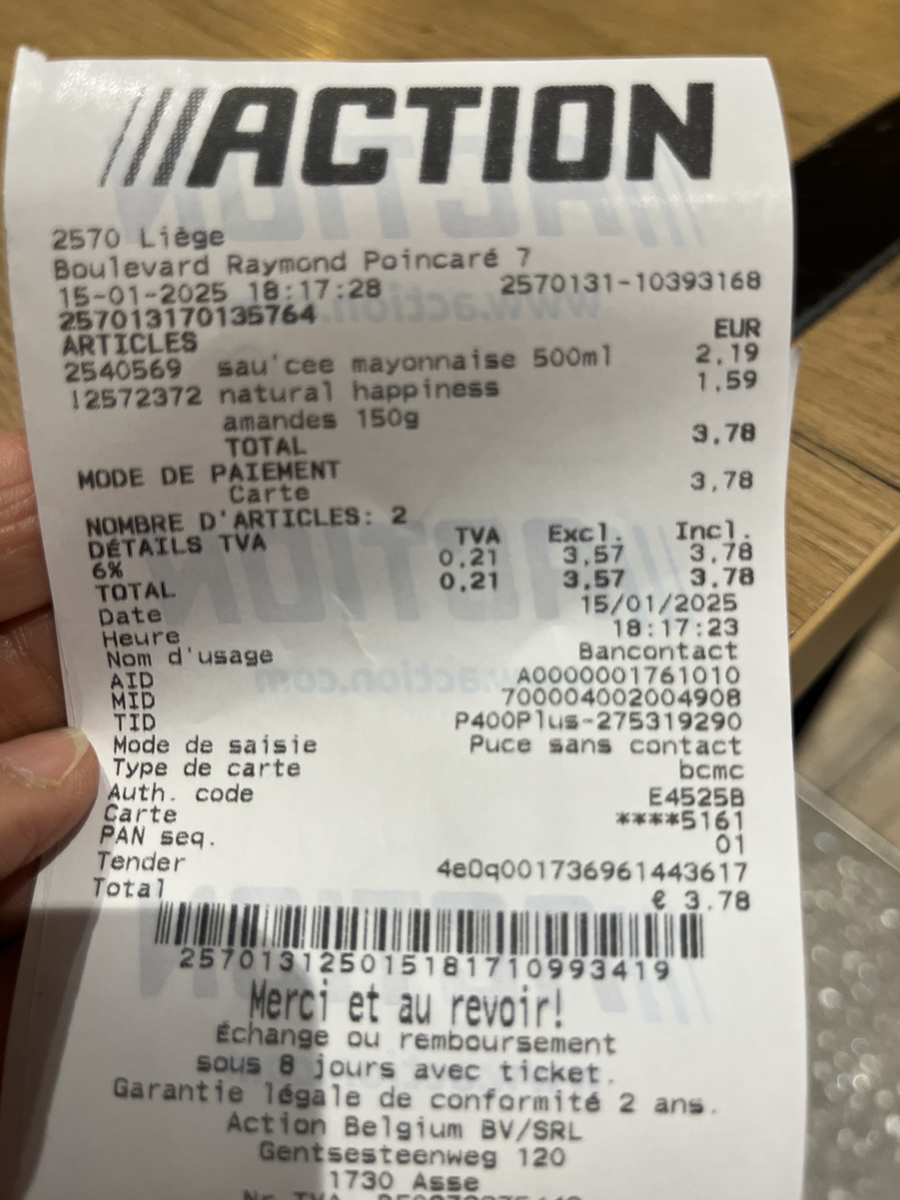 ///ACTION
2570 Liège
Boulevard Raymond Poincaré 7
15-01-2025 18:17:28 2570131-10393168
257013170135764
EUR
ARTICLES
2540569 sau'cee mayonnaise 500ml 2,19
!2572372 natural happiness 1,59
amandes 150g
TOTAL 3,78
MODE DE PAIEMENT
Carte 3,78
NOMBRE D'ARTICLES: 2
DÉTAILS TVA TVA Excl. Incl.
6% 0,21 3,57 3,78
TOTAL 0,21 3,57 3,78
Date 15/01/2025
Heure 18:17:23
Nom d'usage Bancontact
AID A0000001761010
MID 700004002004908
TID P400Plus-275319290
Mode de saisie Puce sans contact
Type de carte bcmc
Auth. code E4525B
Carte ****5161
PAN seq. 01
Tender 4e0q001736961443617
Total € 3.78
257013125015181710993419
Merci et au revoir!
Échange ou remboursement
sous 8 jours avec ticket.
Garantie légale de conformité 2 ans.
Action Belgium BV/SRL
Gentsesteenweg 120
1730 Asse
Nr TVA